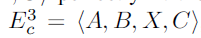 E_c^3 = ⟨A, B, X, C⟩